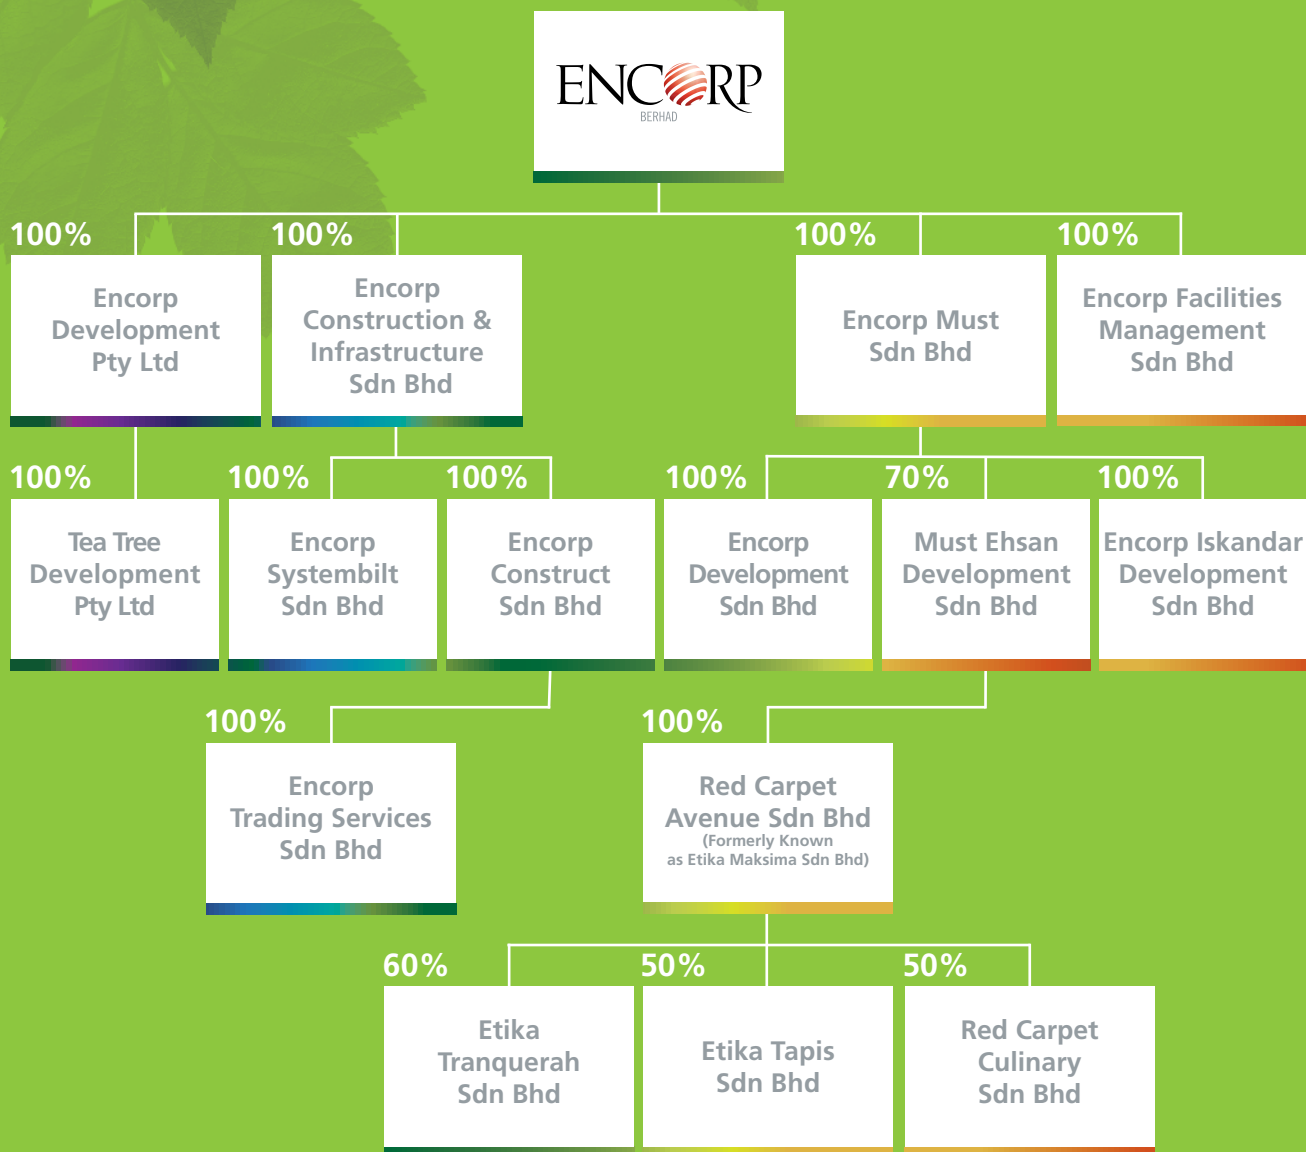 ENCORP
BERHAD
100%
100%
100%
100%
Encorp
Development
Pty Ltd
Encorp
Construction &
Infrastructure
Sdn Bhd
Encorp Must
Sdn Bhd
Encorp Facilities
Management
Sdn Bhd
100%
100%
100%
100%
70%
100%
Tea Tree
Development
Pty Ltd
Encorp
Systembilt
Sdn Bhd
Encorp
Construct
Sdn Bhd
Encorp
Development
Sdn Bhd
Must Ehsan
Development
Sdn Bhd
Encorp Iskandar
Development
Sdn Bhd
100%
100%
Encorp
Trading Services
Sdn Bhd
Red Carpet
Avenue Sdn Bhd
(Formerly Known
as Etika Maksima Sdn Bhd)
60%
50%
50%
Etika
Tranquerah
Sdn Bhd
Etika Tapis
Sdn Bhd
Red Carpet
Culinary
Sdn Bhd